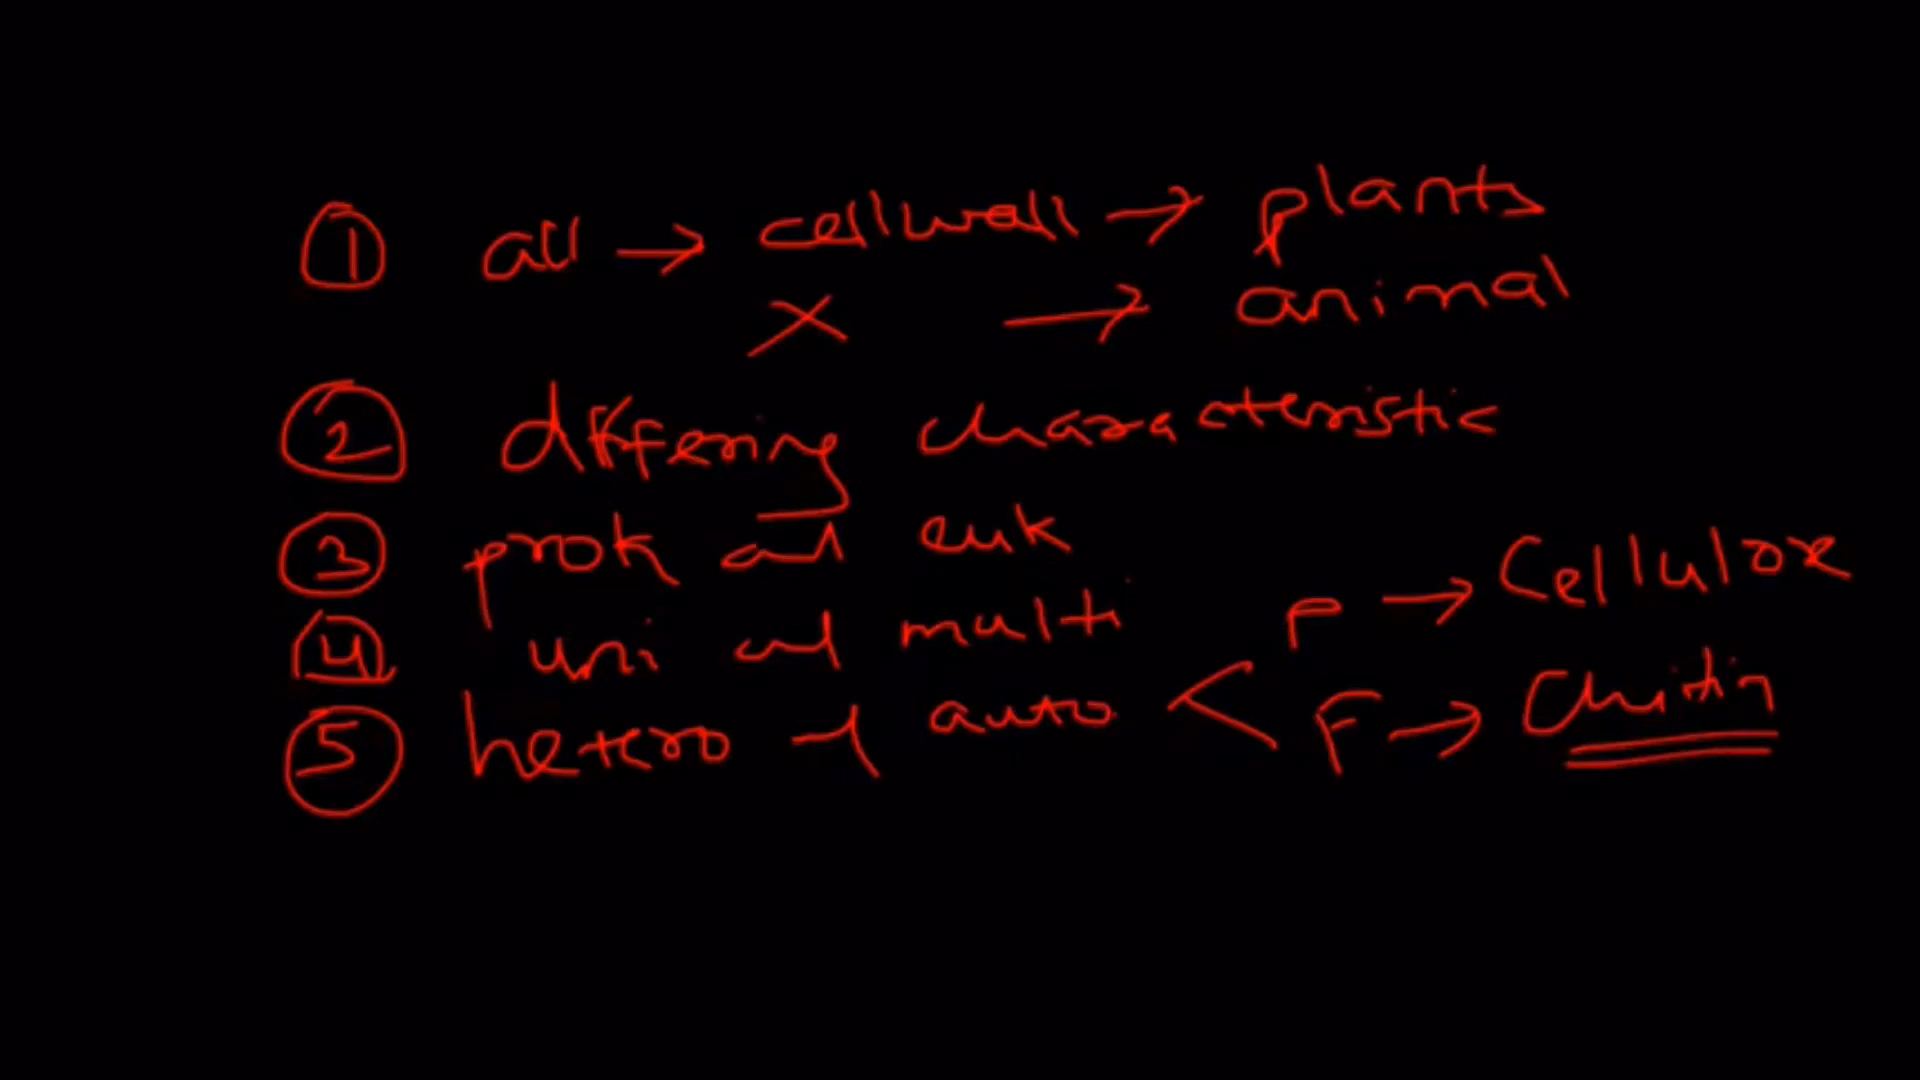 1 all → cellwall → plants
X → animal
2 differing characteristic
3 prok and euk
4 uni and multi
P → Cellulose
5 hetero & auto < F → Chitin